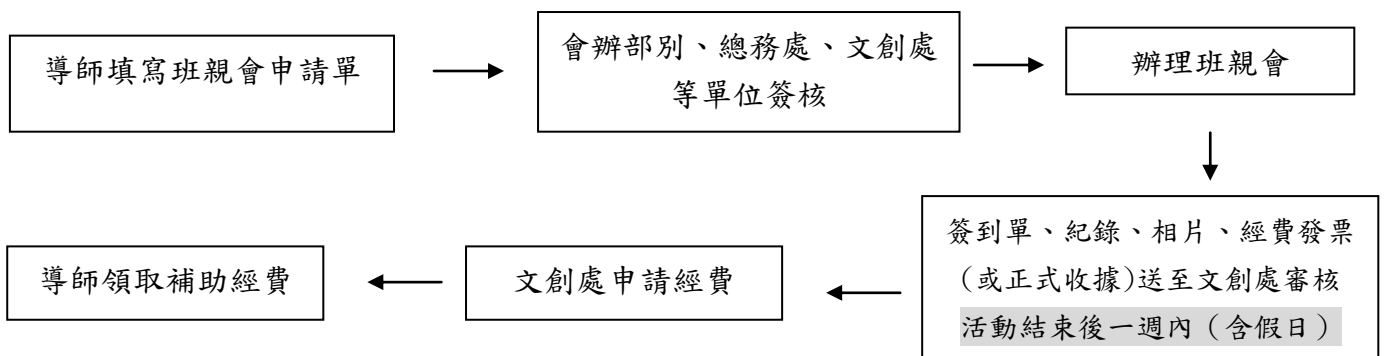 導師填寫班親會申請單
會辦部別、總務處、文創處
等單位簽核
辦理班親會
簽到單、紀錄、相片、經費發票
(或正式收據)送至文創處審核
活動結束後一週內（含假日）
文創處申請經費
導師領取補助經費